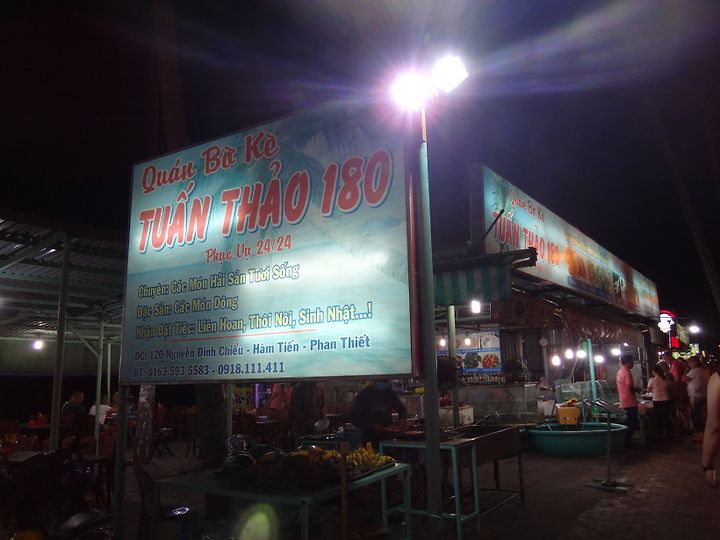 Quán Bờ Kè
TUẤN THẢO 180
Phục Vụ 24/24
Chuyên: Các Món Hải Sản Tươi Sống
Đặc Sản: Các Món Dông
Nhận Đặt Tiệc: Liên Hoan, Thôi Nôi, Sinh Nhật...!
ĐC: 120 Nguyễn Đình Chiểu - Hàm Tiến - Phan Thiết
ĐT: 0163 593 5583 - 0918.111.411
Quán Bờ Kè
TUẤN THẢO 180